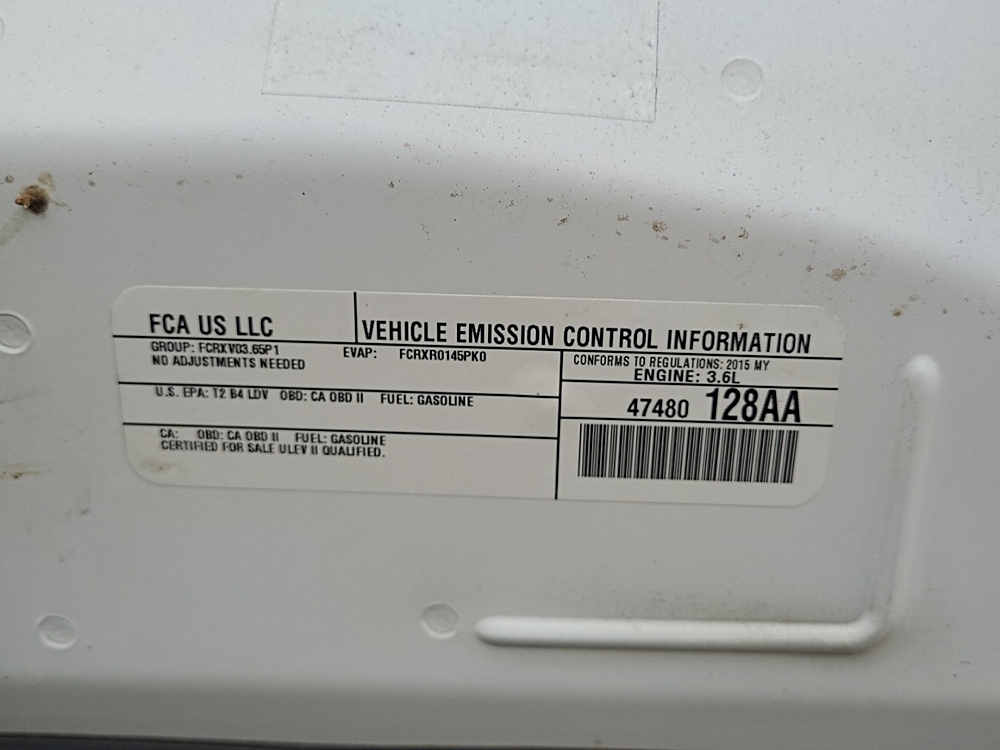 FCA US LLC
VEHICLE EMISSION CONTROL INFORMATION
GROUP: FCRXV03.65P1
EVAP: FCRXR0145PK0
NO ADJUSTMENTS NEEDED
CONFORMS TO REGULATIONS: 2015 MY
ENGINE: 3.6L
U.S. EPA: T2 B4 LDV OBD: CA OBD II FUEL: GASOLINE
47480 128AA
CA: OBD: CA OBD II FUEL: GASOLINE
CERTIFIED FOR SALE ULEV II QUALIFIED.